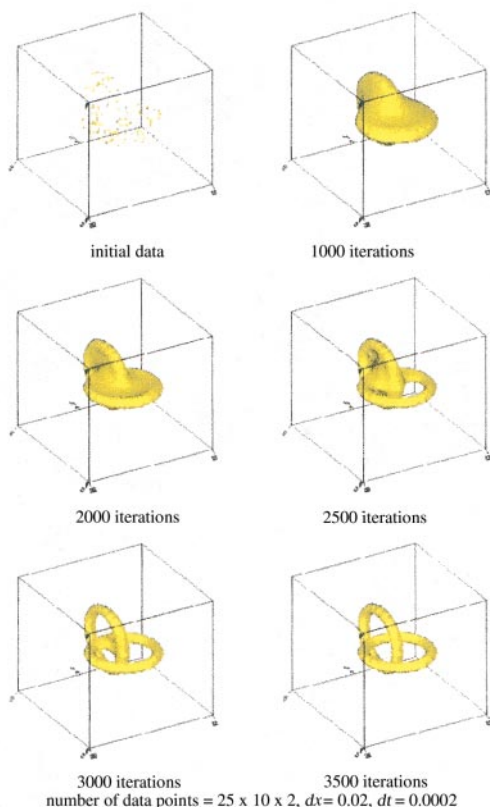 initial data
1000 iterations
2000 iterations
2500 iterations
3000 iterations
3500 iterations
number of data points = 25 x 10 x 2, dx= 0.02, dt = 0.0002